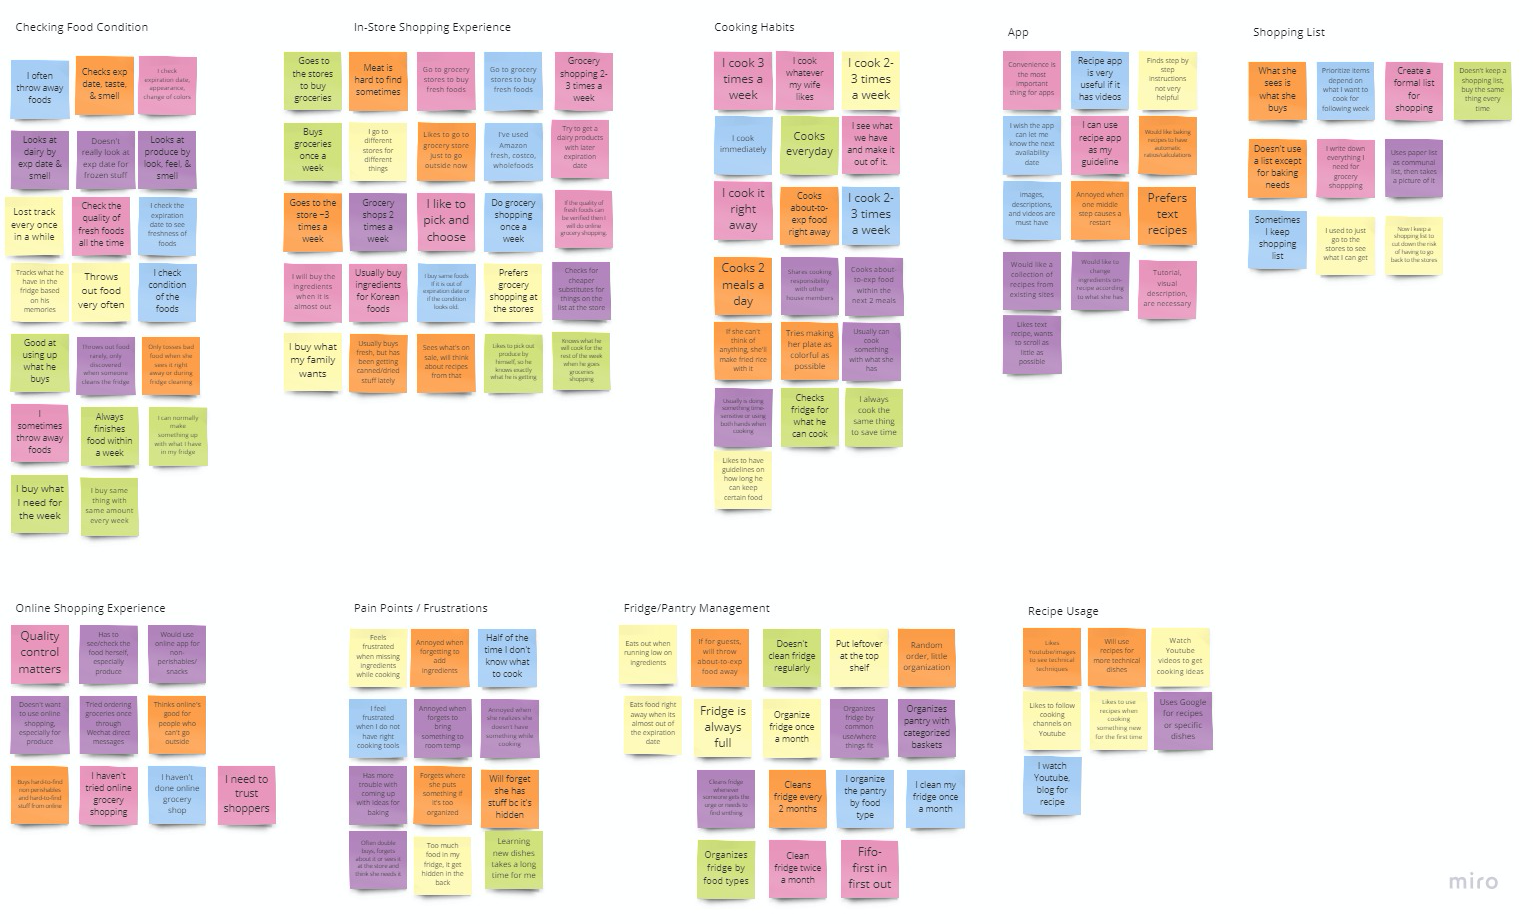 Checking Food Condition
I often
throw away
foods
Checks exp
date, taste,
& smell
I check
expiration date,
appearance,
change of colors
Looks at
dairy by
exp date &
smell
Doesn't
really look at
exp date for
frozen stuff
Looks at
produce by
look, feel, &
smell
Lost track
every once
in a while
Check the
quality of
fresh foods
all the time
I check the
expiration
date to see
freshness of
foods
Tracks what he
have in the
fridge based
on his
memories
Throws
out food
very often
I check
condition
of the
foods
Good at
using up
what he
buys
Throws out food
rarely, only
discovered
when someone
cleans the fridge
Only tosses bad
food when she
sees it right
away or during
fridge cleaning
I
sometimes
throw away
foods
Always
finishes
food within
a week
I can normally
make
something up
with what I have
in my fridge
I buy what
I need for
the week
I buy same
thing with
same amount
every week
In-Store Shopping Experience
Goes to
the stores
to buy
groceries
Meat is
hard to find
sometimes
Go to grocery
stores to buy
fresh foods
Go to grocery
stores to buy
fresh foods
Grocery
shopping 2-
3 times a
week
Buys
groceries
once a
week
I go to
different
stores for
different
things
Likes to go to
grocery store
just to go
outside now
I've used
Amazon
fresh, costco,
wholefoods
Try to get a
dairy products
with later
expiration
date
Goes to the
store ~3
times a
week
Grocery
shops 2
times a
week
I like to
pick and
choose
Do grocery
shopping
once a
week
If the quality of
fresh foods can
be verified then I
will do online
grocery shopping.
I will buy the
ingredients
when it is
almost out
Usually buy
ingredients
for Korean
foods
I buy same foods
if it is out of
expiration date or
if the condition
looks old.
Prefers
grocery
shopping at
the stores
Checks for
cheaper
substitutes for
things on the
list at the store
I buy what
my family
wants
Usually buys
fresh, but has
been getting
canned/dried
stuff lately
Sees what's on
sale, will think
about recipes
from that
Likes to pick out
produce by
himself, so he
knows exactly
what he is getting
Knows what he
will cook for the
rest of the week
when he goes
groceries
shopping
Cooking Habits
I cook 3
times a
week
I cook
whatever
my wife
likes
I cook 2-
3 times
a week
I cook
immediately
Cooks
everyday
I see what
we have
and make it
out of it.
I cook it
right
away
Cooks
about-to-
exp food
right away
I cook 2-
3 times
a week
Cooks 2
meals a
day
Shares cooking
responsibility
with other
house members
Cooks about-
to-exp food
within the
next 2 meals
If she can't
think of
anything, she'll
make fried rice
with it
Tries making
her plate as
colorful as
possible
Usually can
cook
something
with what she
has
Usually is doing
something time-
sensitive or using
both hands when
cooking
Checks
fridge for
what he
can cook
I always
cook the
same thing
to save time
Likes to have
guidelines on
how long he
can keep
certain food
App
Convenience is
the most
important
thing for apps
Recipe app
is very
useful if it
has videos
Finds step by
step
instructions
not very
helpful
I wish the app
can let me
know the next
availability
date
I can use
recipe app
as my
guideline
Would like baking
recipes to have
automatic
ratios/calculations
Images,
descriptions,
and videos are
must have
Annoyed when
one middle
step causes a
restart
Prefers
text
recipes
Would like a
collection of
recipes from
existing sites
Would like to
change
ingredients on-
recipe according
to what she has
Tutorial,
visual
description,
are necessary
Likes text
recipe, wants
to scroll as
little as
possible
Shopping List
What she
sees is
what she
buys
Prioritize items
depend on
what I want to
cook for
following week
Create a
formal list
for
shopping
Doesn't keep a
shopping list,
buy the same
thing every
time
Doesn't use
a list except
for baking
needs
I write down
everything I
need for
grocery
shopping
Uses paper list
as communal
list, then takes
a picture of it
Sometimes
I keep
shopping
list
I used to just
go to the
stores to see
what I can get
Now I keep a
shopping list to
cut down the risk
of having to go
back to the stores
Online Shopping Experience
Quality
control
matters
Has to
see/check the
food herself,
especially
produce
Would use
online app for
non-
perishables/
snacks
Doesn't want
to use online
shopping,
especially for
produce
Tried ordering
groceries once
through
Wechat direct
messages
Thinks online's
good for
people who
can't go
outside
Buys hard-to-find
non perishables
and hard-to-find
stuff from online
I haven't
tried online
grocery
shopping
I haven't
done online
grocery
shop
I need to
trust
shoppers
Pain Points / Frustrations
Feels
frustrated
when missing
ingredients
while cooking
Annoyed when
forgetting to
add
ingredients
Half of the
time I don't
know what
to cook
I feel
frustrated
when I do not
have right
cooking tools
Annoyed when
forgets to
bring
something to
room temp
Annoyed when
she realizes she
doesn't have
something while
cooking
Has more
trouble with
coming up
with ideas for
baking
Forgets where
she puts
something if
it's too
organized
Will forget
she has
stuff bc it's
hidden
Often double
buys, forgets
about it or sees it
at the store and
think she needs it
Too much
food in my
fridge, it get
hidden in the
back
Learning
new dishes
takes a long
time for me
Fridge/Pantry Management
Eats out when
running low on
ingredients
If for guests,
will throw
about-to-exp
food away
Doesn't
clean fridge
regularly
Put leftover
at the top
shelf
Random
order, little
organization
Eats food right
away when its
almost out of
the expiration
date
Fridge is
always
full
Organize
fridge once
a month
Organizes
fridge by
common
use/where
things fit
Organizes
pantry with
categorized
baskets
Cleans fridge
whenever
someone gets the
urge or needs to
find smthing
Cleans
fridge every
2 months
I organize
the pantry
by food
type
I clean my
fridge once
a month
Organizes
fridge by
food types
Clean
fridge twice
a month
Fifo-
first in
first out
Recipe Usage
Likes
Youtube/images
to see technical
techniques
Will use
recipes for
more technical
dishes
Watch
Youtube
videos to get
cooking ideas
Likes to follow
cooking
channels on
Youtube
Likes to use
recipes when
cooking
something new
for the first time
Uses Google
for recipes
or specific
dishes
I watch
Youtube,
blog for
recipe
miro